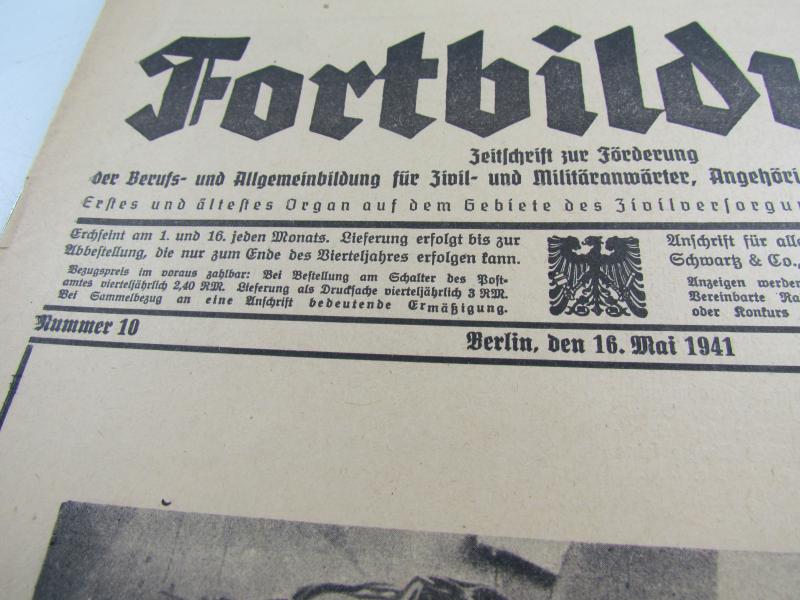 Fortbildu
Zeitschrift zur Förderung
der Berufs- und Allgemeinbildung für Zivil- und Militäranwärter, Angehöri
Erstes und ältestes Organ auf dem Gebiete des Zivilversorgun
Erscheint am 1. und 16. jeden Monats. Lieferung erfolgt bis zur
Abbestellung, die nur zum Ende des Vierteljahres erfolgen kann.
Bezugspreis im voraus zahlbar: Bei Bestellung am Schalter des Post-
amtes vierteljährlich 2,40 RM. Lieferung als Drucksache vierteljährlich 3 RM.
Bei Sammelbezug an eine Anschrift bedeutende Ermäßigung.
Anschrift für alle
Schwartz & Co.,
Anzeigen werden
Vereinbarte Ra
oder Konkurs
Nummer 10
Berlin, den 16. Mai 1941